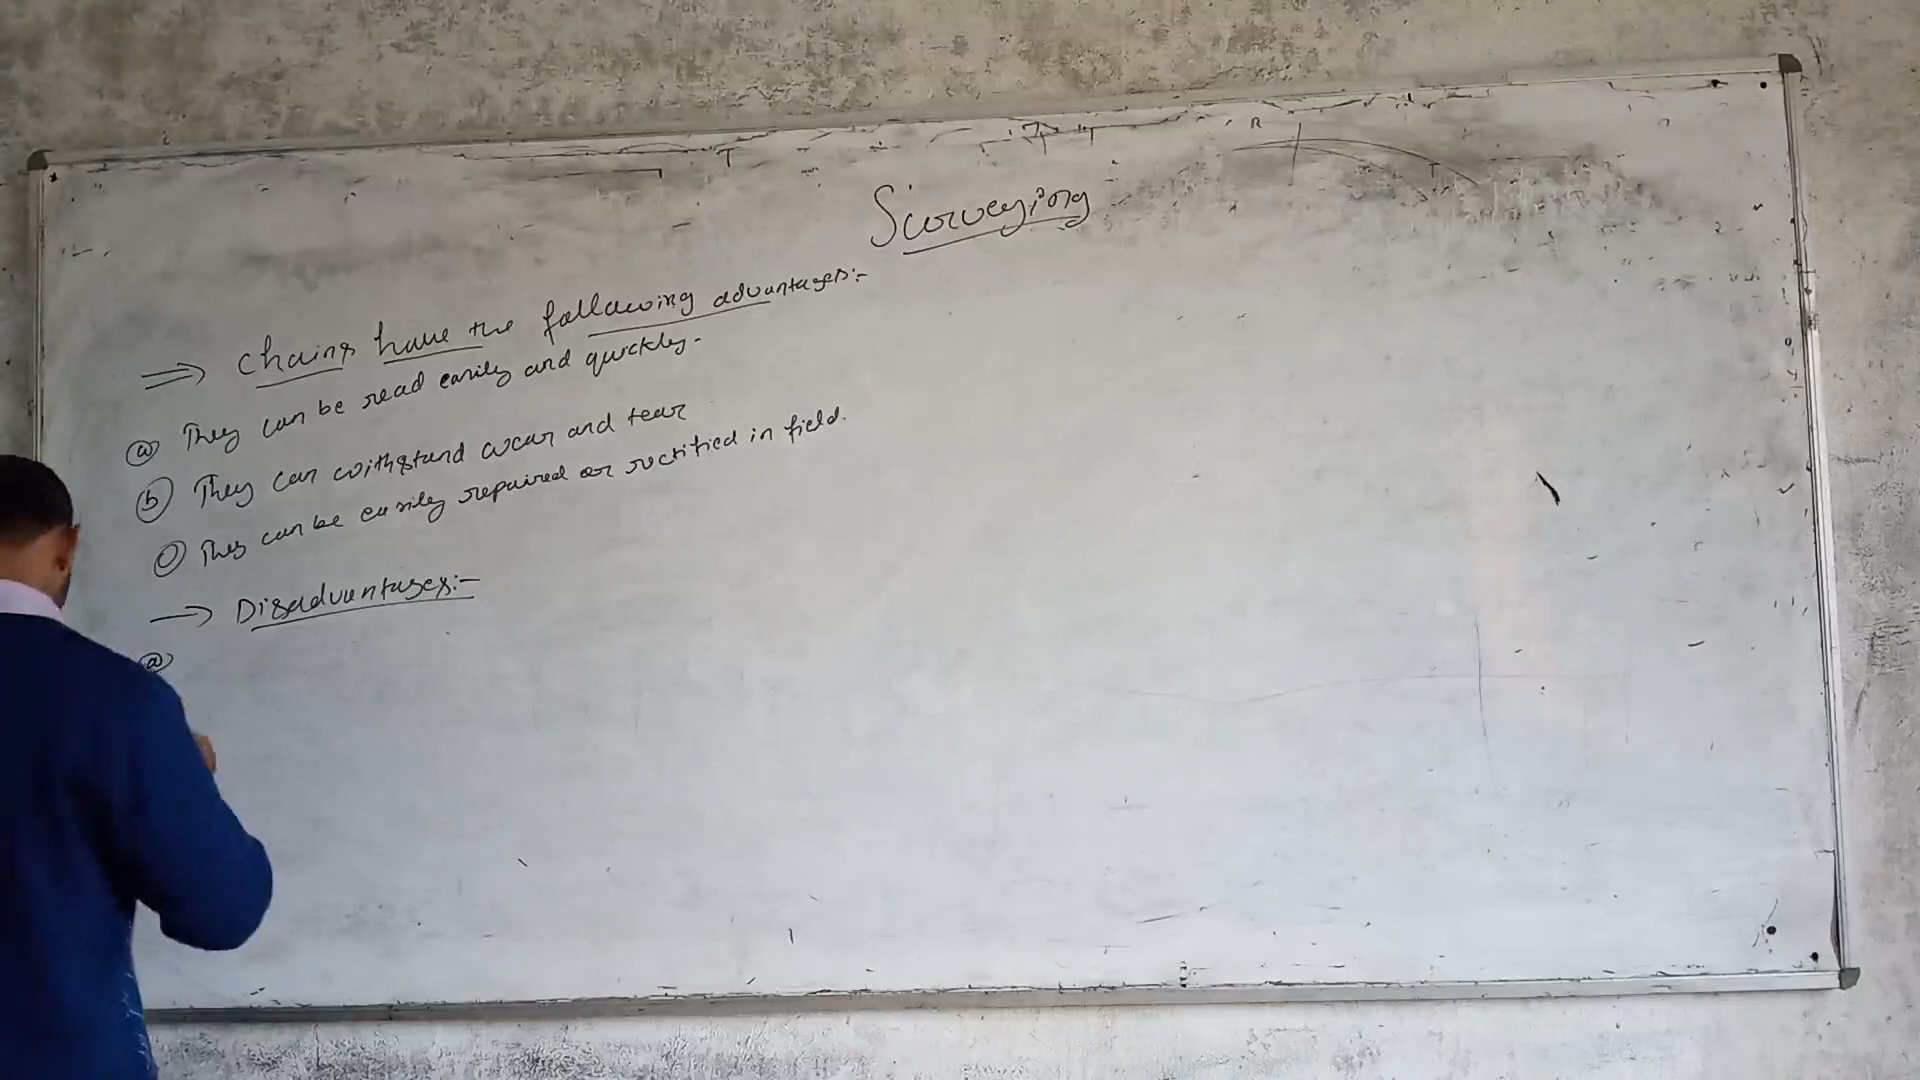 Surveying
⇒ Chains have the following advantages:-
ⓐ They can be read easily and quickly.
ⓑ They can withstand wear and tear
ⓒ They can be easily repaired or rectified in field.
→ Disadvantages:-
ⓐ